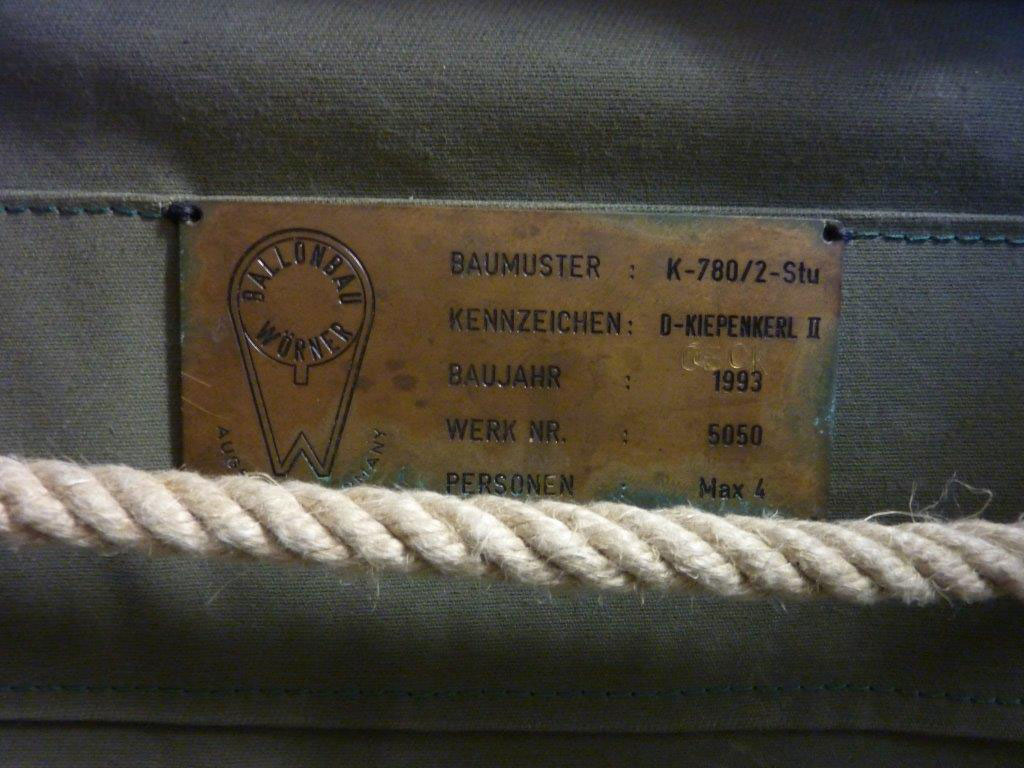 BALLONBAU
WÖRNER
BAUMUSTER : K-780/2-Stu
KENNZEICHEN: D-KIEPENKERL II
BAUJAHR : 1993
WERK NR. : 5050
PERSONEN : Max 4